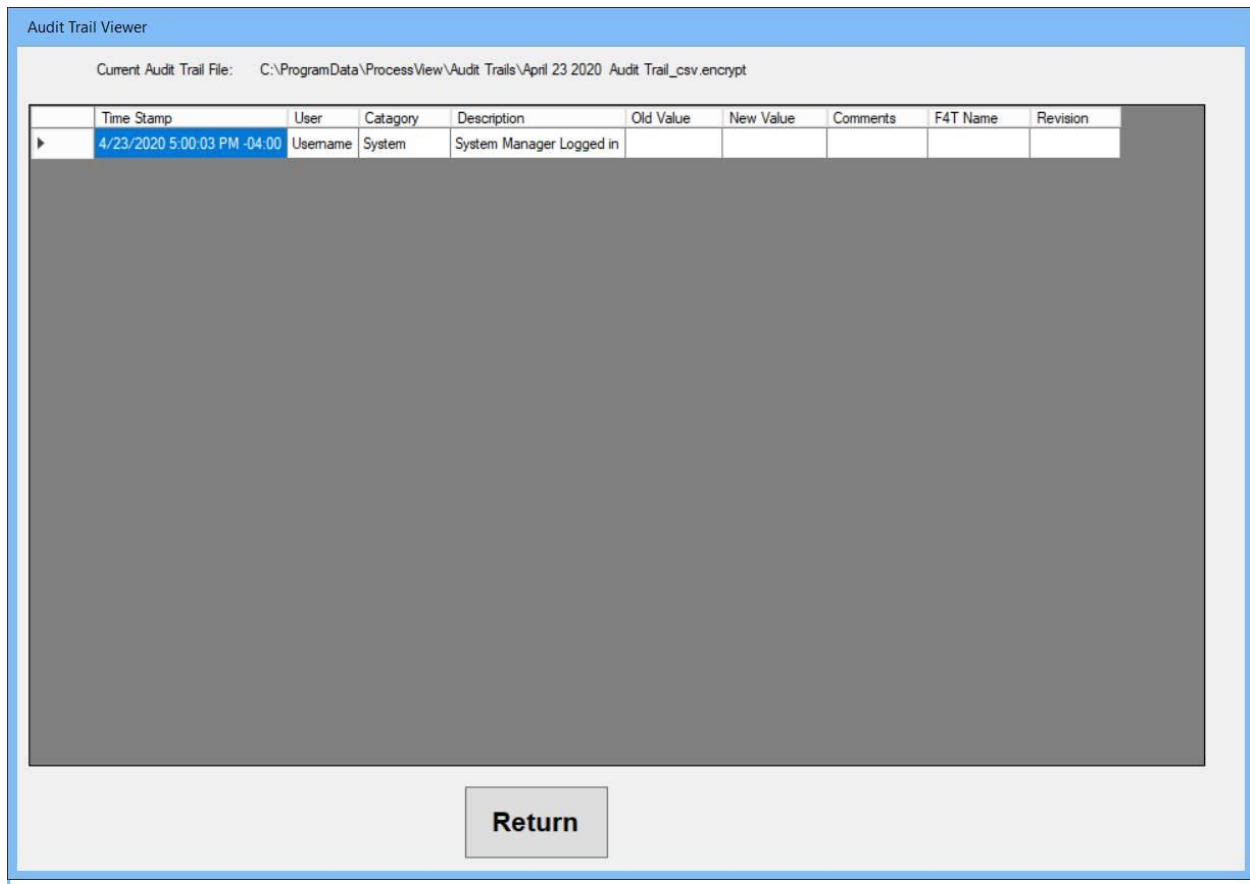 Audit Trail Viewer
Current Audit Trail File: C:\ProgramData\ProcessView\Audit Trails\April 23 2020 Audit Trail_csv.encrypt
Time Stamp User Catagory Description Old Value New Value Comments F4T Name Revision
4/23/2020 5:00:03 PM -04:00 Username System System Manager Logged in
Return